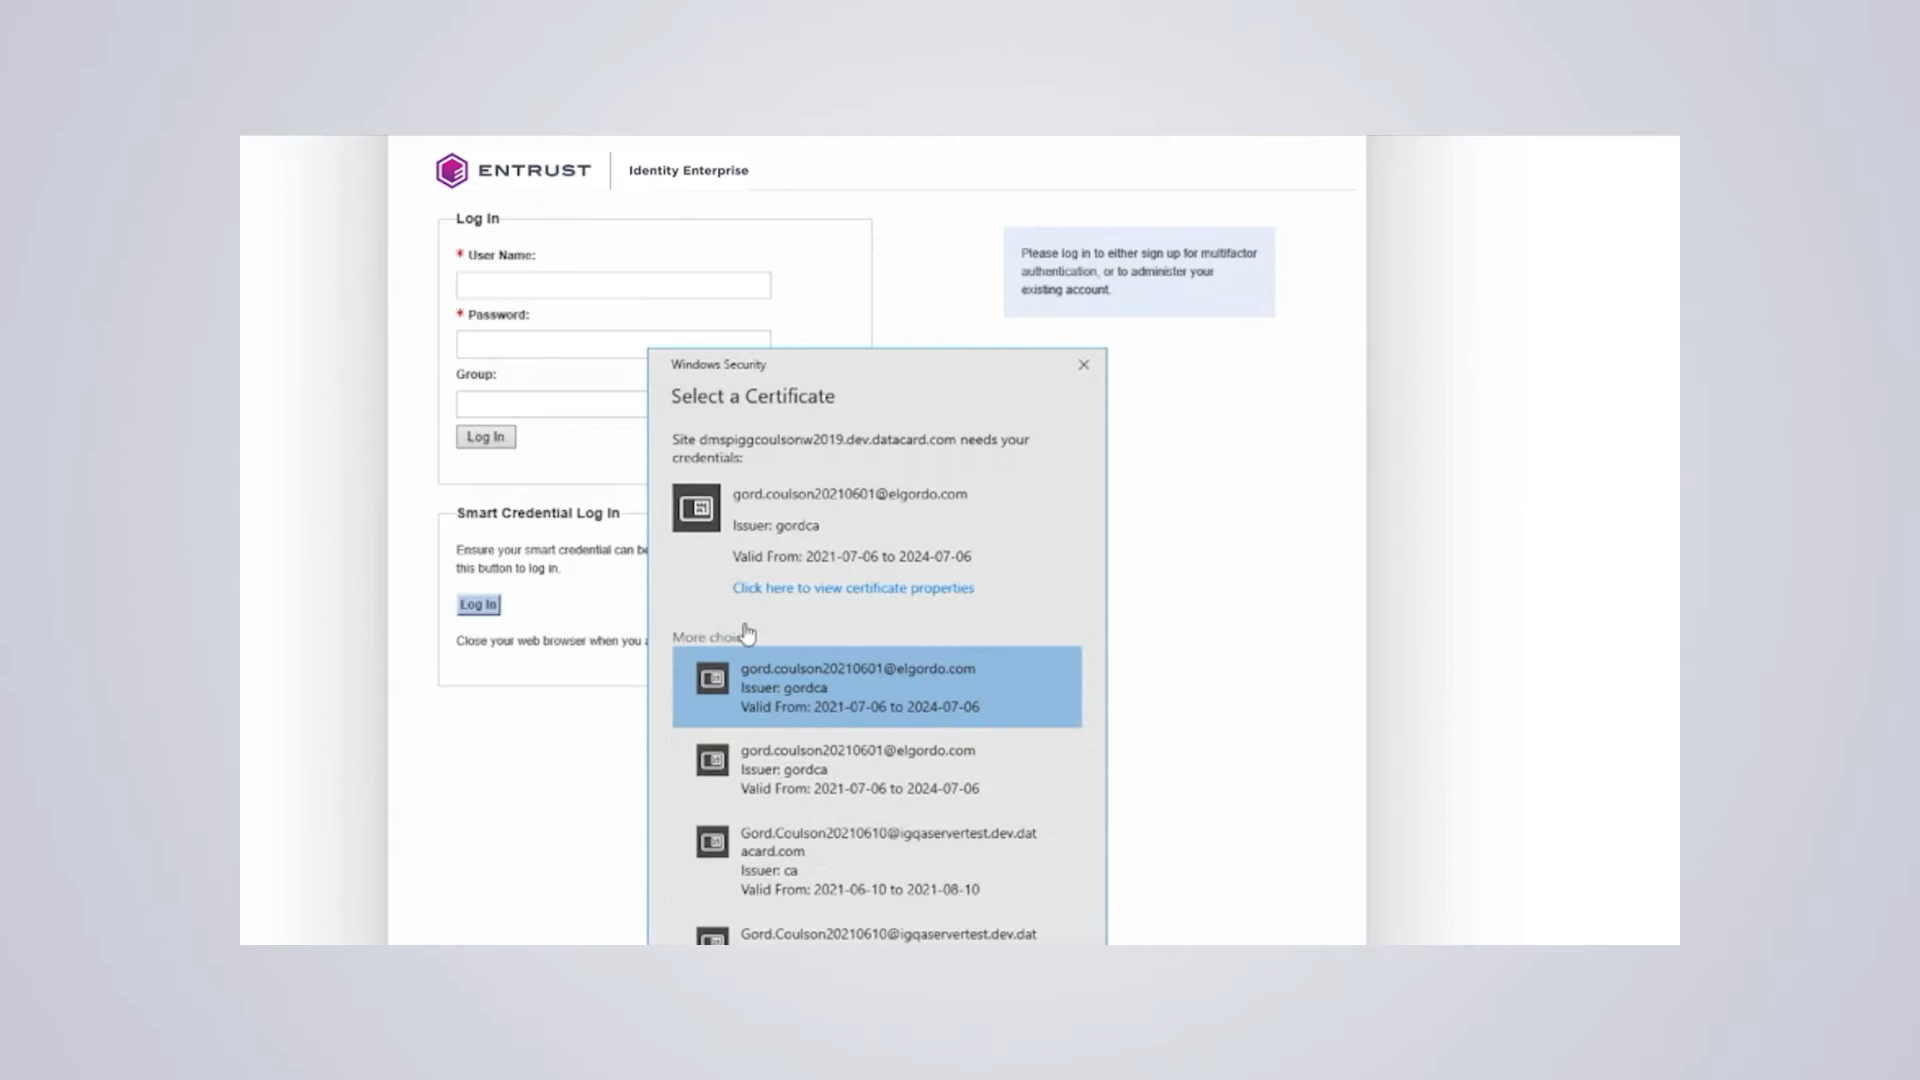 ENTRUST
Identity Enterprise
Log In
* User Name:
* Password:
Group:
Log In
Please log in to either sign up for multifactor
authentication, or to administer your
existing account.
Smart Credential Log In
Ensure your smart credential can be
this button to log in.
Log In
Close your web browser when you
Windows Security
Select a Certificate
Site dmspiggcoulsonw2019.dev.datacard.com needs your
credentials:
gord.coulson20210601@elgordo.com
Issuer: gordca
Valid From: 2021-07-06 to 2024-07-06
Click here to view certificate properties
More
gord.coulson20210601@elgordo.com
Issuer: gordca
Valid From: 2021-07-06 to 2024-07-06
gord.coulson20210601@elgordo.com
Issuer: gordca
Valid From: 2021-07-06 to 2024-07-06
Gord.Coulson20210610@igqaservertest.dev.dat
acard.com
Issuer: ca
Valid From: 2021-06-10 to 2021-08-10
Gord.Coulson20210610@igqaservertest.dev.dat